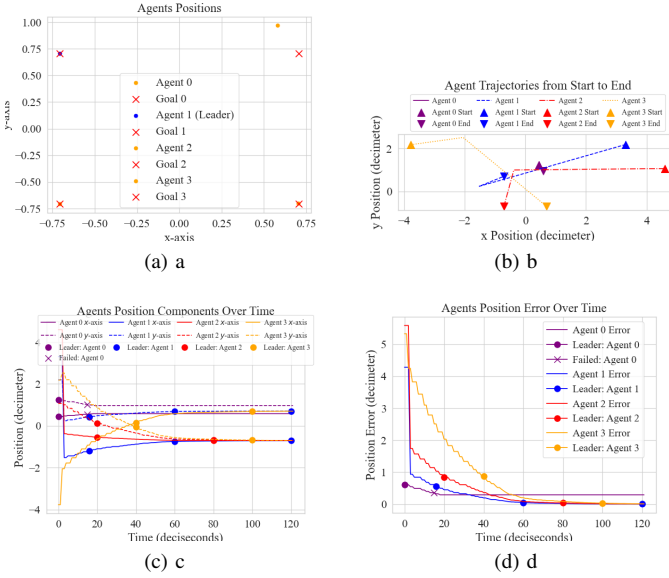 Agents Positions
1.00
0.75
0.50
0.25
0.00
−0.25
−0.50
−0.75
y-axis
Agent 0
Goal 0
Agent 1 (Leader)
Goal 1
Agent 2
Goal 2
Agent 3
Goal 3
−0.75 −0.50 −0.25 0.00 0.25 0.50 0.75
x-axis
(a) a
Agent Trajectories from Start to End
Agent 0 Agent 1 Agent 2 Agent 3
Agent 0 Start Agent 1 Start Agent 2 Start Agent 3 Start
Agent 0 End Agent 1 End Agent 2 End Agent 3 End
y Position (decimeter)
2
0
−4 −2 0 2 4
x Position (decimeter)
(b) b
Agents Position Components Over Time
Agent 0 x-axis Agent 1 x-axis Agent 2 x-axis Agent 3 x-axis
Agent 0 y-axis Agent 1 y-axis Agent 2 y-axis Agent 3 y-axis
Leader: Agent 0 Leader: Agent 1 Leader: Agent 2 Leader: Agent 3
Failed: Agent 0
Position (decimeter)
4
2
0
−2
−4
0 20 40 60 80 100 120
Time (deciseconds)
(c) c
Agents Position Error Over Time
Position Error (decimeter)
5
4
3
2
1
0
Agent 0 Error
Leader: Agent 0
Failed: Agent 0
Agent 1 Error
Leader: Agent 1
Agent 2 Error
Leader: Agent 2
Agent 3 Error
Leader: Agent 3
0 20 40 60 80 100 120
Time (deciseconds)
(d) d